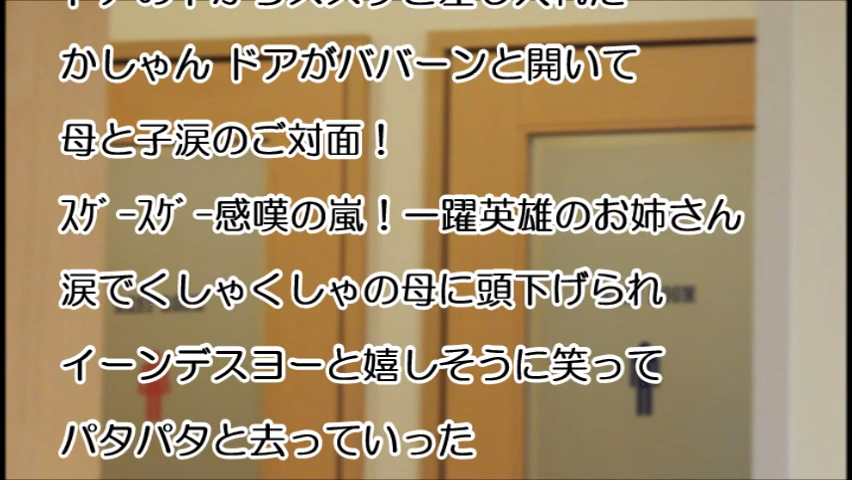 かしゃん ドアがババーンと開いて
母と子涙のご対面！
ｽｹﾞｰｽｹﾞｰ感嘆の嵐！一躍英雄のお姉さん
涙でくしゃくしゃの母に頭下げられ
イーンデスヨーと嬉しそうに笑って
パタパタと去っていった